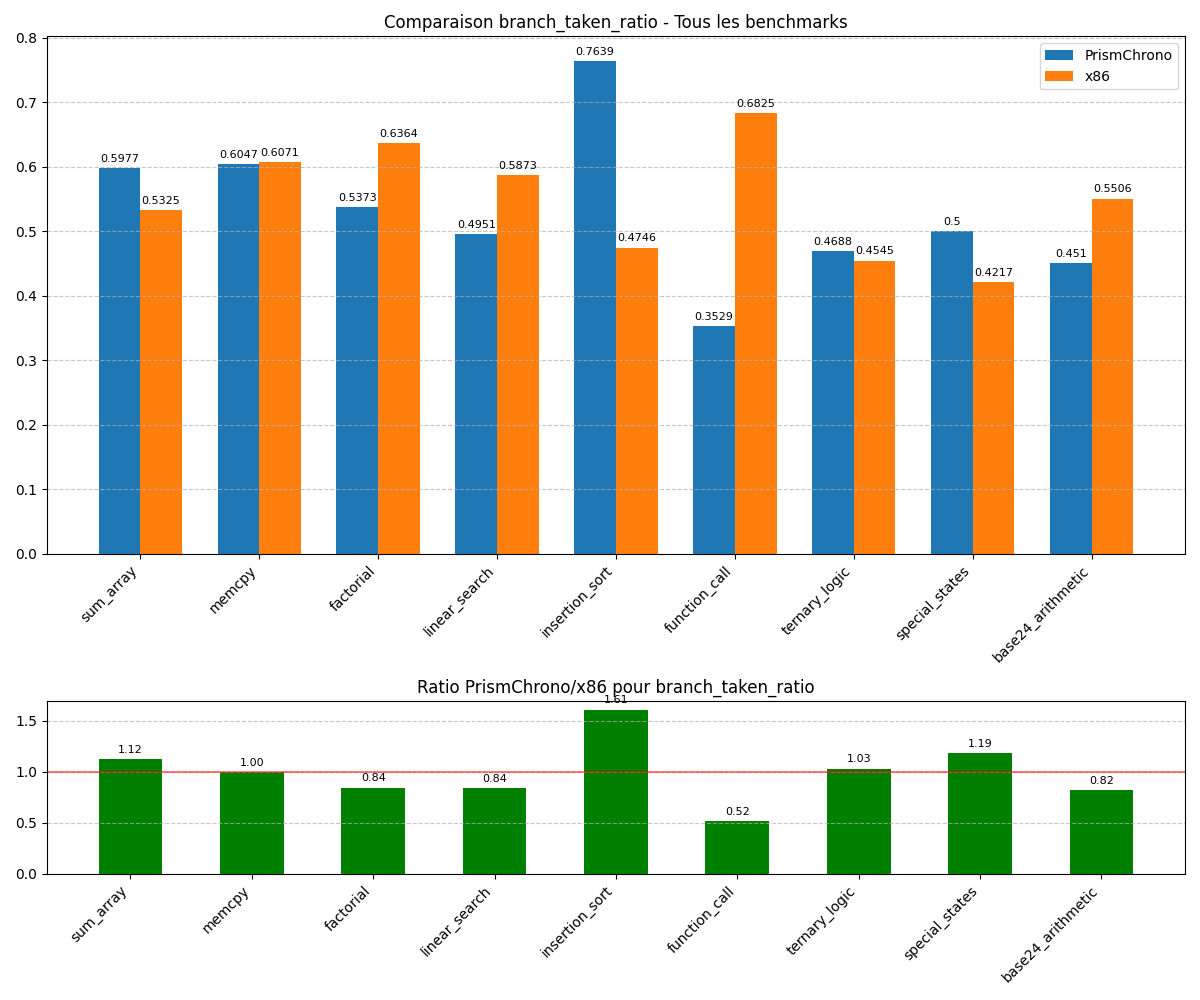 Comparaison branch_taken_ratio - Tous les benchmarks
PrismChrono
x86
0.8
0.7
0.6
0.5
0.4
0.3
0.2
0.1
0.0
0.5977
0.5325
0.6047
0.6071
0.5373
0.6364
0.4951
0.5873
0.7639
0.4746
0.3529
0.6825
0.4688
0.4545
0.5
0.4217
0.451
0.5506
sum_array
memcpy
factorial
linear_search
insertion_sort
function_call
ternary_logic
special_states
base24_arithmetic
Ratio PrismChrono/x86 pour branch_taken_ratio
1.5
1.0
0.5
0.0
1.12
1.00
0.84
0.84
1.61
0.52
1.03
1.19
0.82
sum_array
memcpy
factorial
linear_search
insertion_sort
function_call
ternary_logic
special_states
base24_arithmetic